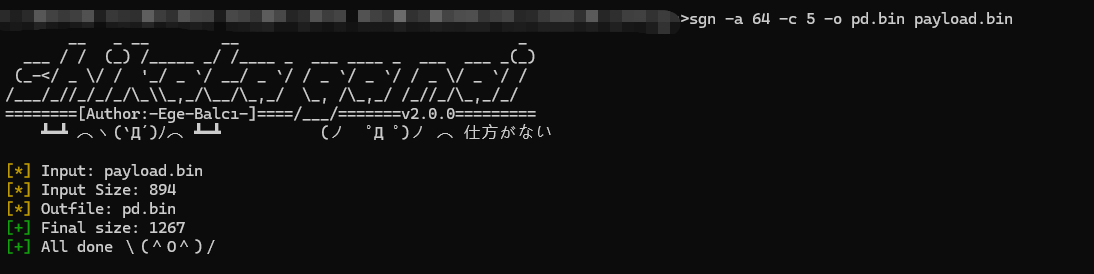 >sgn -a 64 -c 5 -o pd.bin payload.bin
       __   _ __        __                               _
  ___ / /  (_) /_____ _/ /____ _  ___ ____ _  ___  ___ _(_)
 (_-</ _ \/ /  '_/ _ `/ __/ _ `/ / _ `/ _ `/ / _ \/ _ `/ /
/___/_//_/_/_/\_\\_,_/\__/\_,_/  \_, /\_,_/ /_//_/\_,_/_/
========[Author:-Ege-Balcı-]====/___/=======v2.0.0=========
    ┻━┻ ︵ヽ(`Д´)ﾉ︵ ┻━┻           (ノ ゜Д゜)ノ ︵ 仕方がない
[*] Input: payload.bin
[*] Input Size: 894
[*] Outfile: pd.bin
[+] Final size: 1267
[+] All done ＼(＾O＾)／